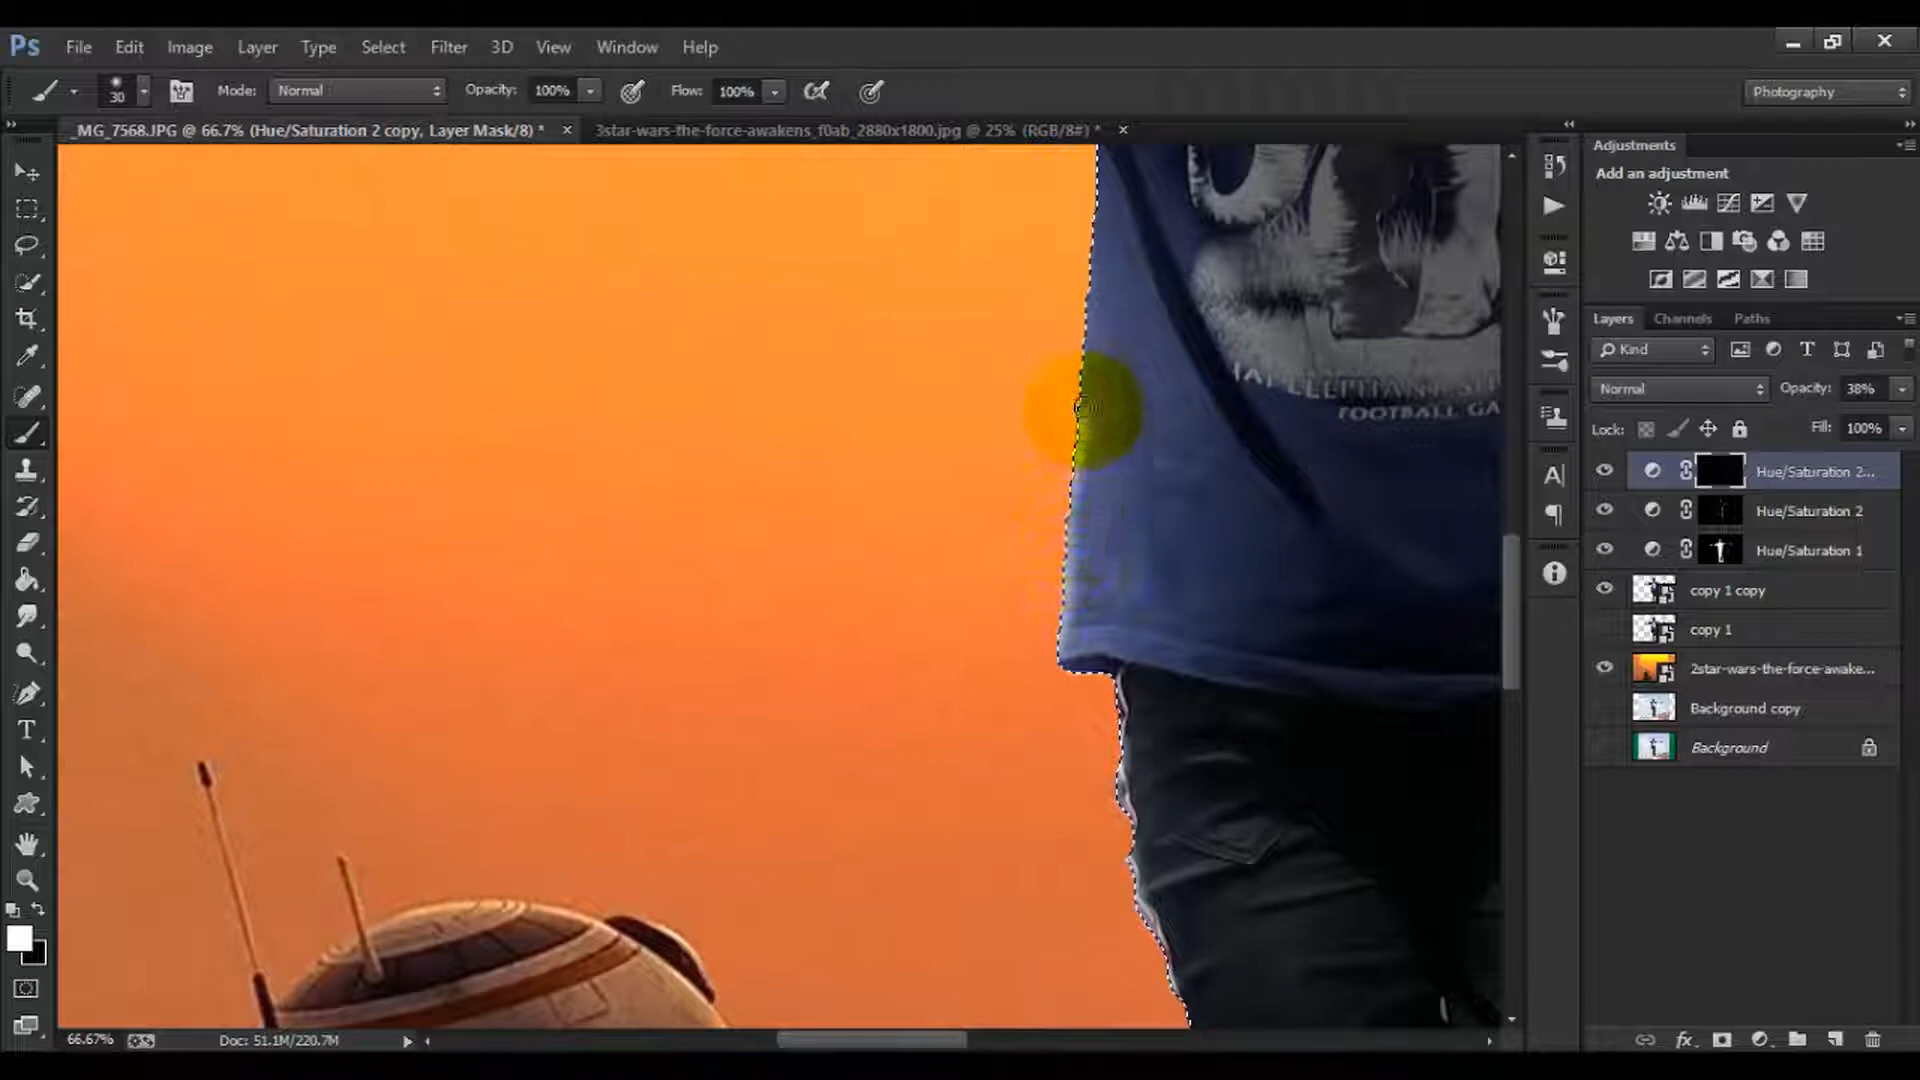 Ps File Edit Image Layer Type Select Filter 3D View Window Help
30 Mode: Normal Opacity: 100% Flow: 100% Photography
_MG_7568.JPG @ 66.7% (Hue/Saturation 2 copy, Layer Mask/8) * × 3star-wars-the-force-awakens_f0ab_2880x1800.jpg @ 25% (RGB/8#) * ×
Adjustments
Add an adjustment
Layers Channels Paths
Kind
Normal Opacity: 38%
Lock: Fill: 100%
Hue/Saturation 2...
Hue/Saturation 2
Hue/Saturation 1
copy 1 copy
copy 1
2star-wars-the-force-awake...
Background copy
Background
FOOTBALL GA
66.67% Doc: 51.1M/220.7M